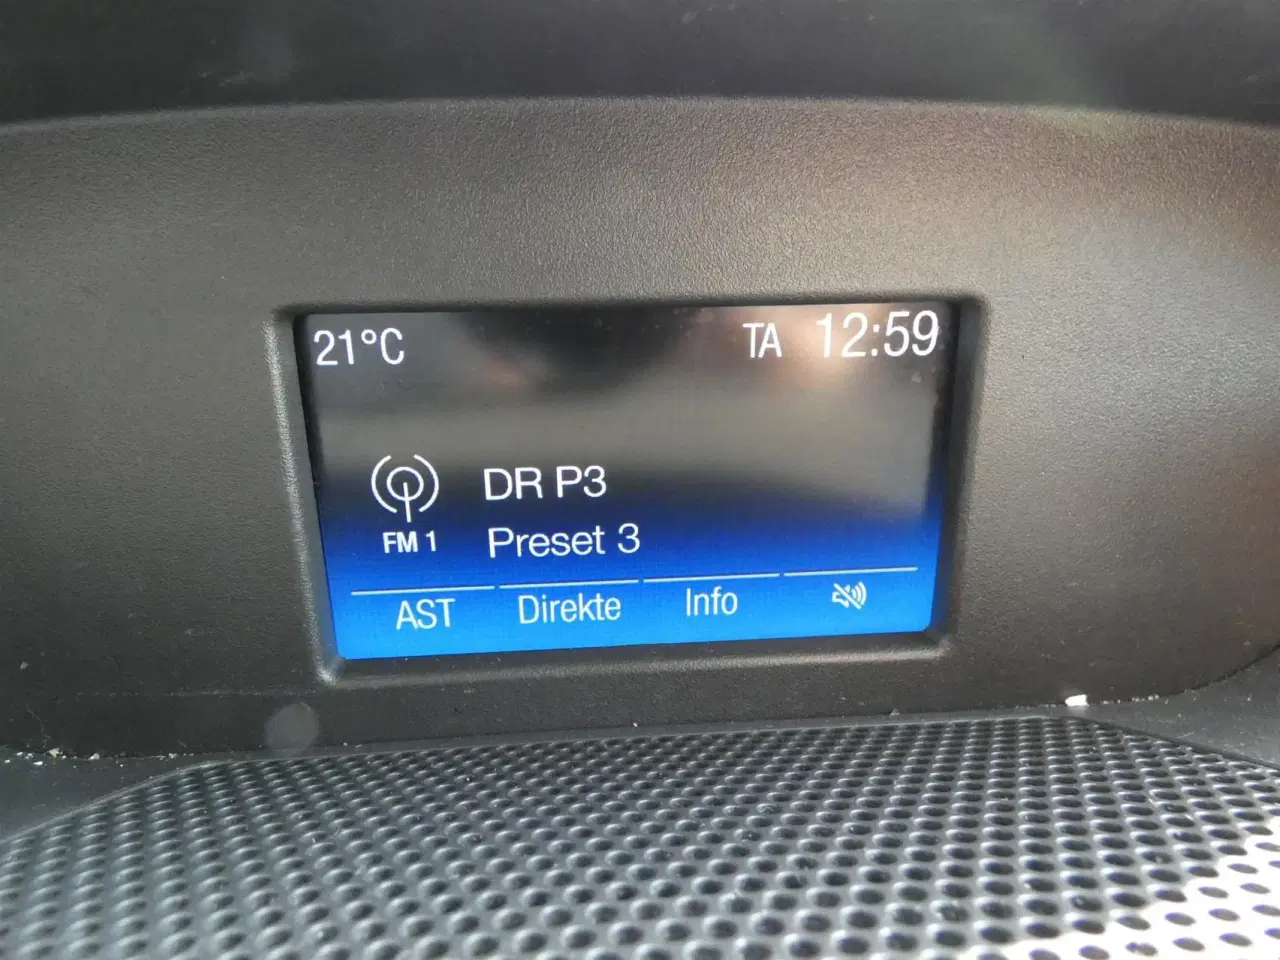 21°C TA 12:59
DR P3
FM 1 Preset 3
AST Direkte Info